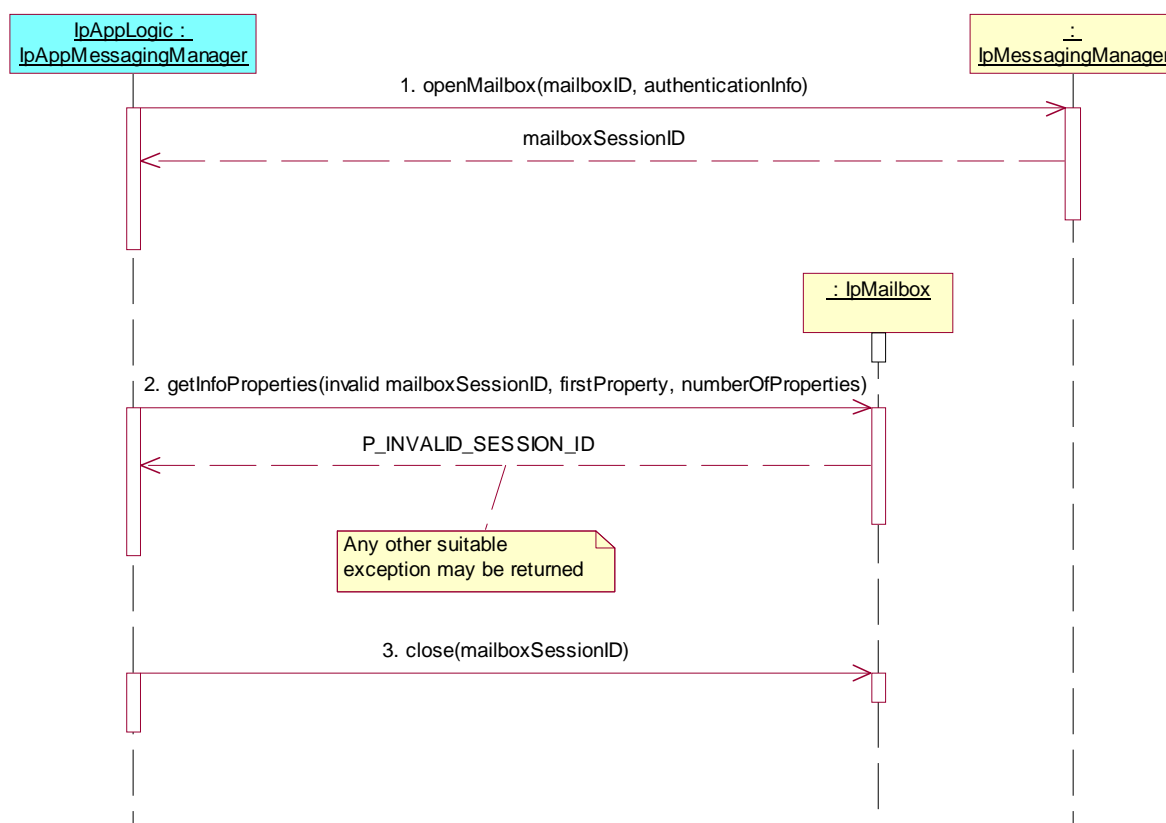 IpAppLogic :
IpAppMessagingManager
:
IpMessagingManager
1. openMailbox(mailboxID, authenticationInfo)
mailboxSessionID
: IpMailbox
2. getInfoProperties(invalid mailboxSessionID, firstProperty, numberOfProperties)
P_INVALID_SESSION_ID
Any other suitable
exception may be returned
3. close(mailboxSessionID)